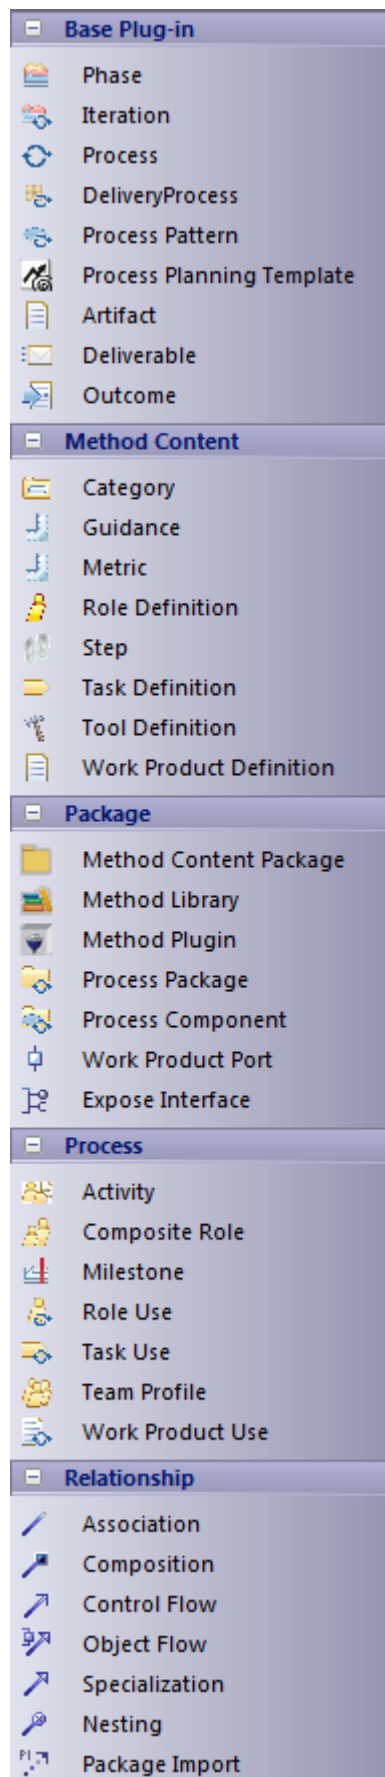 Base Plug-in
Phase
Iteration
Process
DeliveryProcess
Process Pattern
Process Planning Template
Artifact
Deliverable
Outcome
Method Content
Category
Guidance
Metric
Role Definition
Step
Task Definition
Tool Definition
Work Product Definition
Package
Method Content Package
Method Library
Method Plugin
Process Package
Process Component
Work Product Port
Expose Interface
Process
Activity
Composite Role
Milestone
Role Use
Task Use
Team Profile
Work Product Use
Relationship
Association
Composition
Control Flow
Object Flow
Specialization
Nesting
PI Package Import